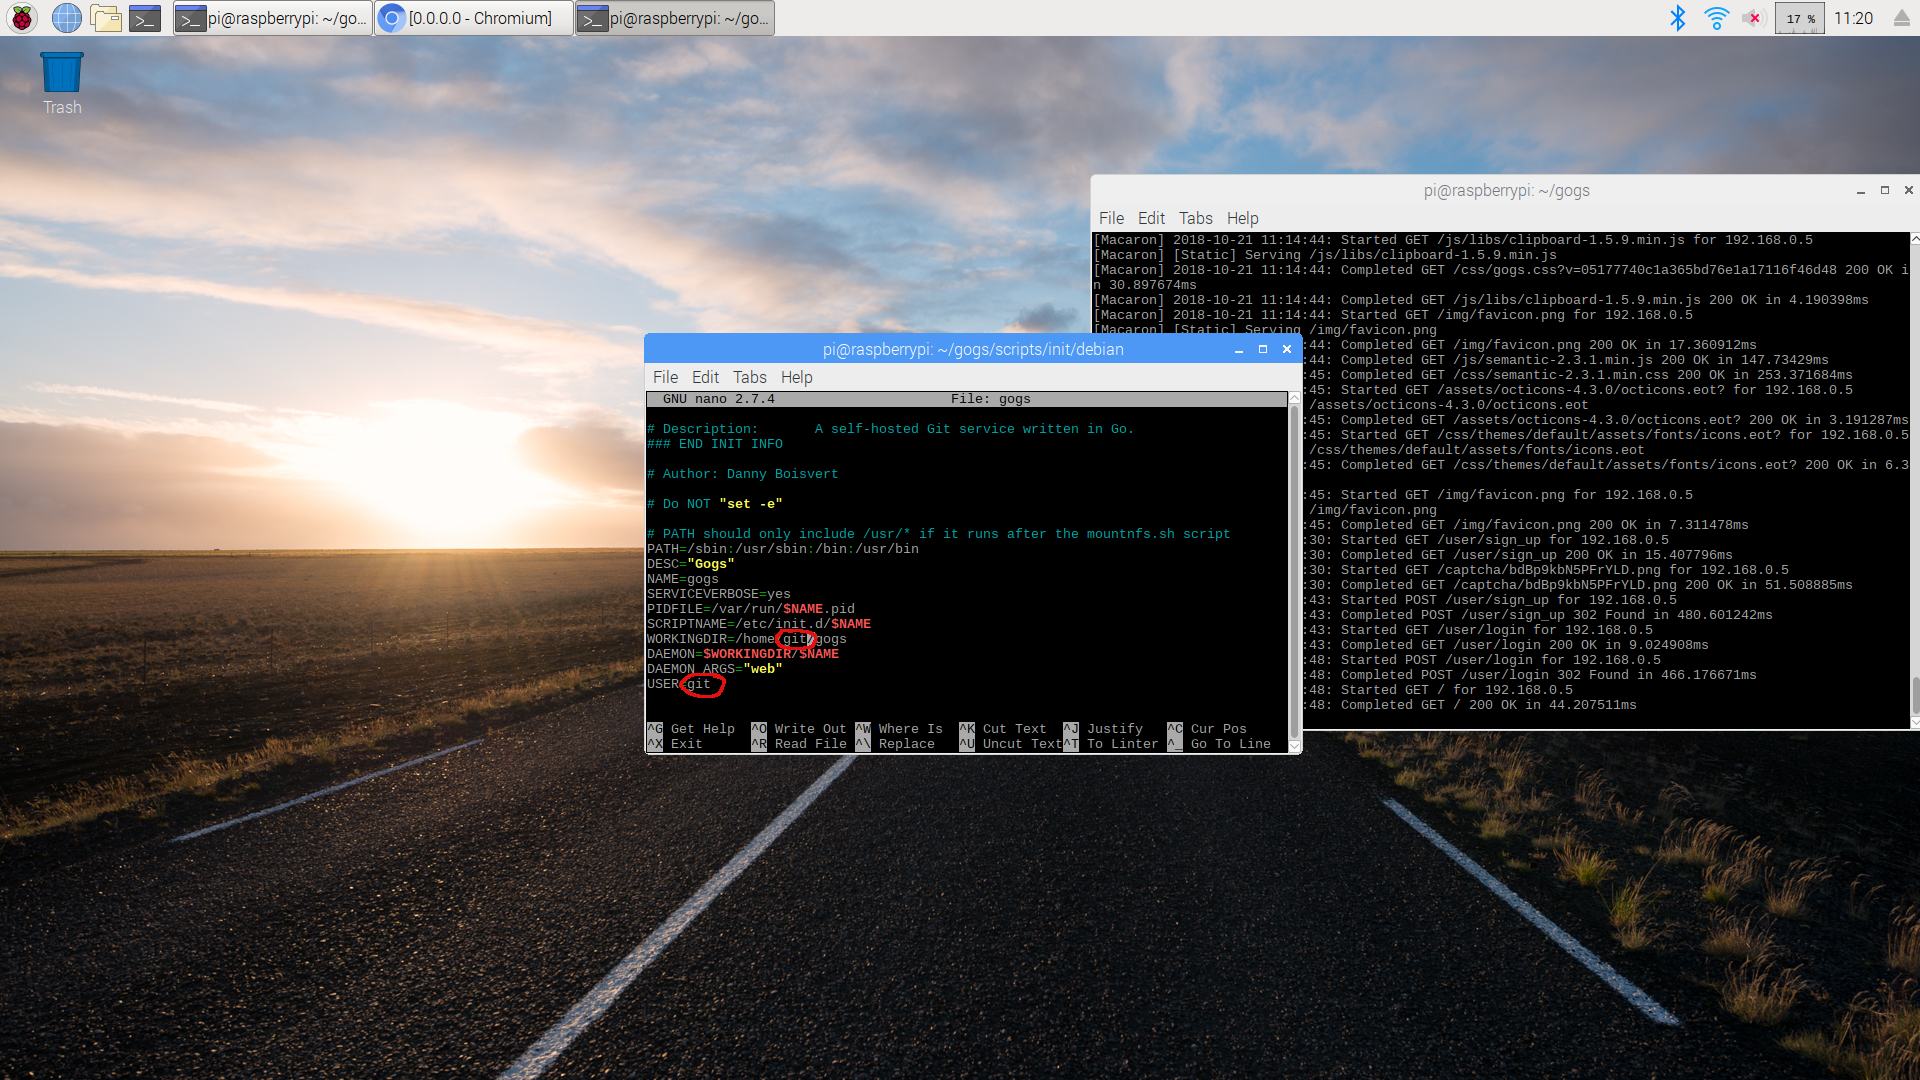 pi@raspberrypi: ~/gog...
[0.0.0.0 - Chromium]
pi@raspberrypi: ~/go...
17 %
11:20
Trash
pi@raspberrypi: ~/gogs
File Edit Tabs Help
[Macaron] 2018-10-21 11:14:44: Started GET /js/libs/clipboard-1.5.9.min.js for 192.168.0.5
[Macaron] [Static] Serving /js/libs/clipboard-1.5.9.min.js
[Macaron] 2018-10-21 11:14:44: Completed GET /css/gogs.css?v=05177740c1a365bd76e1a17116f46d48 200 OK i
n 30.897674ms
[Macaron] 2018-10-21 11:14:44: Completed GET /js/libs/clipboard-1.5.9.min.js 200 OK in 4.190398ms
[Macaron] 2018-10-21 11:14:44: Started GET /img/favicon.png for 192.168.0.5
[Macaron] [Static] Serving /img/favicon.png
:44: Completed GET /img/favicon.png 200 OK in 17.360912ms
:44: Completed GET /js/semantic-2.3.1.min.js 200 OK in 147.73429ms
:44: Completed GET /css/semantic-2.3.1.min.css 200 OK in 253.371684ms
:45: Started GET /assets/octicons-4.3.0/octicons.eot? for 192.168.0.5
/assets/octicons-4.3.0/octicons.eot
:45: Completed GET /assets/octicons-4.3.0/octicons.eot? 200 OK in 3.191287ms
:45: Started GET /css/themes/default/assets/fonts/icons.eot? for 192.168.0.5
/css/themes/default/assets/fonts/icons.eot
:45: Completed GET /css/themes/default/assets/fonts/icons.eot? 200 OK in 6.3
:45: Started GET /img/favicon.png for 192.168.0.5
/img/favicon.png
:45: Completed GET /img/favicon.png 200 OK in 7.311478ms
:30: Started GET /user/sign_up for 192.168.0.5
:30: Completed GET /user/sign_up 200 OK in 15.407796ms
:30: Started GET /captcha/bdBp9kbN5PFrYLD.png for 192.168.0.5
:30: Completed GET /captcha/bdBp9kbN5PFrYLD.png 200 OK in 51.508885ms
:43: Started POST /user/sign_up for 192.168.0.5
:43: Completed POST /user/sign_up 302 Found in 480.601242ms
:43: Started GET /user/login for 192.168.0.5
:43: Completed GET /user/login 200 OK in 9.024908ms
:48: Started POST /user/login for 192.168.0.5
:48: Completed POST /user/login 302 Found in 466.176671ms
:48: Started GET / for 192.168.0.5
:48: Completed GET / 200 OK in 44.207511ms
pi@raspberrypi: ~/gogs/scripts/init/debian
File Edit Tabs Help
GNU nano 2.7.4 File: gogs
# Description: A self-hosted Git service written in Go.
### END INIT INFO
# Author: Danny Boisvert
# Do NOT "set -e"
# PATH should only include /usr/* if it runs after the mountnfs.sh script
PATH=/sbin:/usr/sbin:/bin:/usr/bin
DESC="Gogs"
NAME=gogs
SERVICEVERBOSE=yes
PIDFILE=/var/run/$NAME.pid
SCRIPTNAME=/etc/init.d/$NAME
WORKINGDIR=/home/git/gogs
DAEMON=$WORKINGDIR/$NAME
DAEMON_ARGS="web"
USER=git
^G Get Help ^O Write Out ^W Where Is ^K Cut Text ^J Justify ^C Cur Pos
^X Exit ^R Read File ^\ Replace ^U Uncut Text ^T To Linter ^_ Go To Line